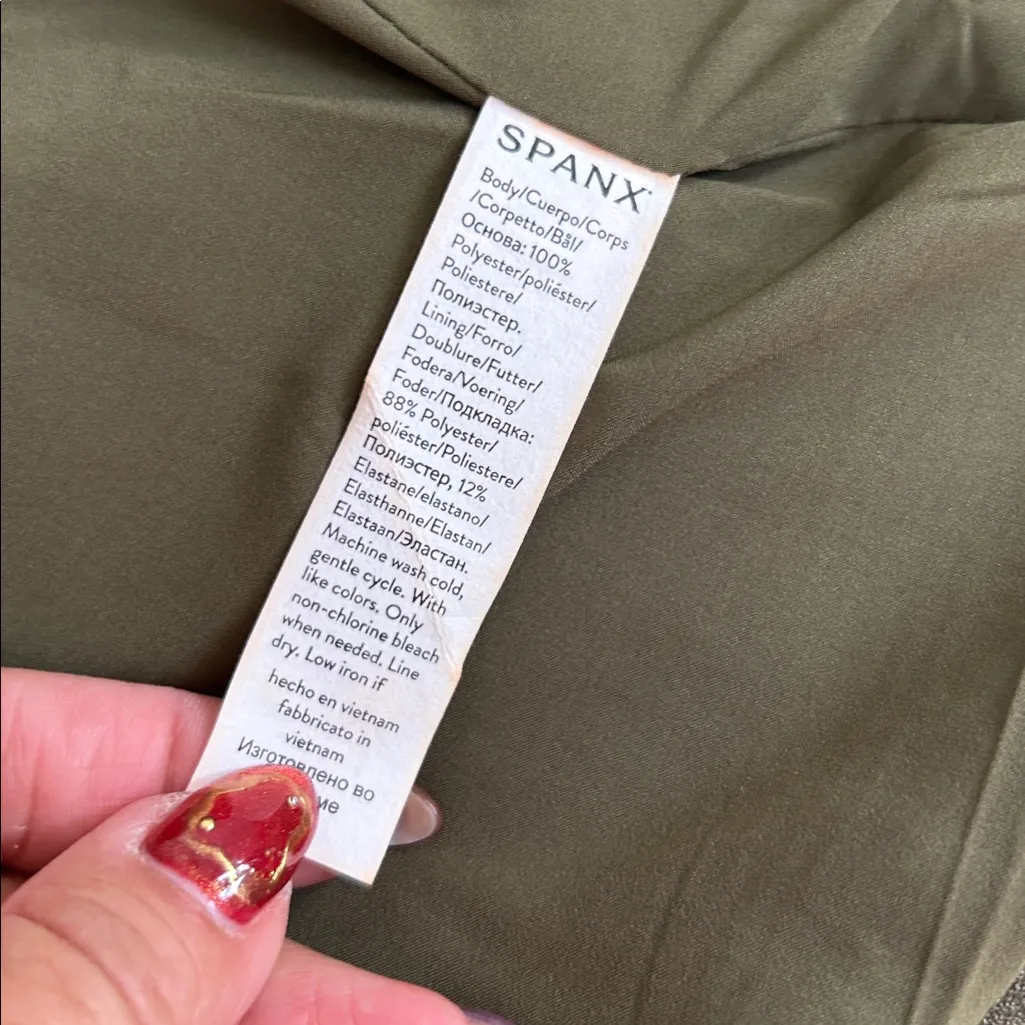 SPANX
Body/Cuerpo/Corps
/Corpetto/Bål/
Основа: 100%
Polyester/poliéster/
Poliestere/
Полиэстер.
Lining/Forro/
Doublure/Futter/
Fodera/Voering/
Foder/Подкладка:
88% Polyester/
poliéster/Poliestere/
Полиэстер, 12%
Elastane/elastano/
Elasthanne/Elastan/
Elastaan/Эластан.
Machine wash cold,
gentle cycle. With
like colors. Only
non-chlorine bleach
when needed. Line
dry. Low iron if
hecho en vietnam
fabbricato in
vietnam
Изготовлено во